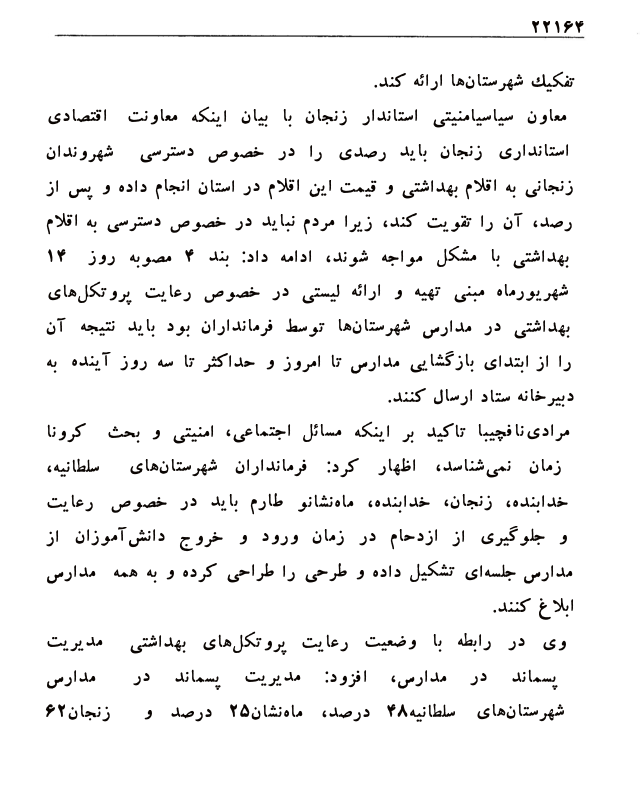 ۲۲۱۶۴
تفکیك شهرستان‌ها ارائه کند.
معاون سیاسیامنیتی استاندار زنجان با بیان اینکه معاونت اقتصادی
استانداری زنجان باید رصدی را در خصوص دسترسی شهروندان
زنجانی به اقلام بهداشتی و قیمت این اقلام در استان انجام داده و پس از
رصد، آن را تقویت کند، زیرا مردم نباید در خصوص دسترسی به اقلام
بهداشتی با مشکل مواجه شوند، ادامه داد: بند ۴ مصوبه روز ۱۴
شهریورماه مبنی تهیه و ارائه لیستی در خصوص رعایت پروتکل‌های
بهداشتی در مدارس شهرستان‌ها توسط فرمانداران بود باید نتیجه آن
را از ابتدای بازگشایی مدارس تا امروز و حداکثر تا سه روز آینده به
دبیرخانه ستاد ارسال کنند.
مرادی‌نافچیبا تاکید بر اینکه مسائل اجتماعی، امنیتی و بحث کرونا
زمان نمی‌شناسد، اظهار کرد: فرمانداران شهرستان‌های سلطانیه،
خدابنده، زنجان، خدابنده، ماه‌نشانو طارم باید در خصوص رعایت
و جلوگیری از ازدحام در زمان ورود و خروج دانش‌آموزان از
مدارس جلسه‌ای تشکیل داده و طرحی را طراحی کرده و به همه مدارس
ابلاغ کنند.
وی در رابطه با وضعیت رعایت پروتکل‌های بهداشتی مدیریت
پسماند در مدارس، افزود: مدیریت پسماند در مدارس
شهرستان‌های سلطانیه۴۸ درصد، ماه‌نشان۲۵ درصد و زنجان۶۲